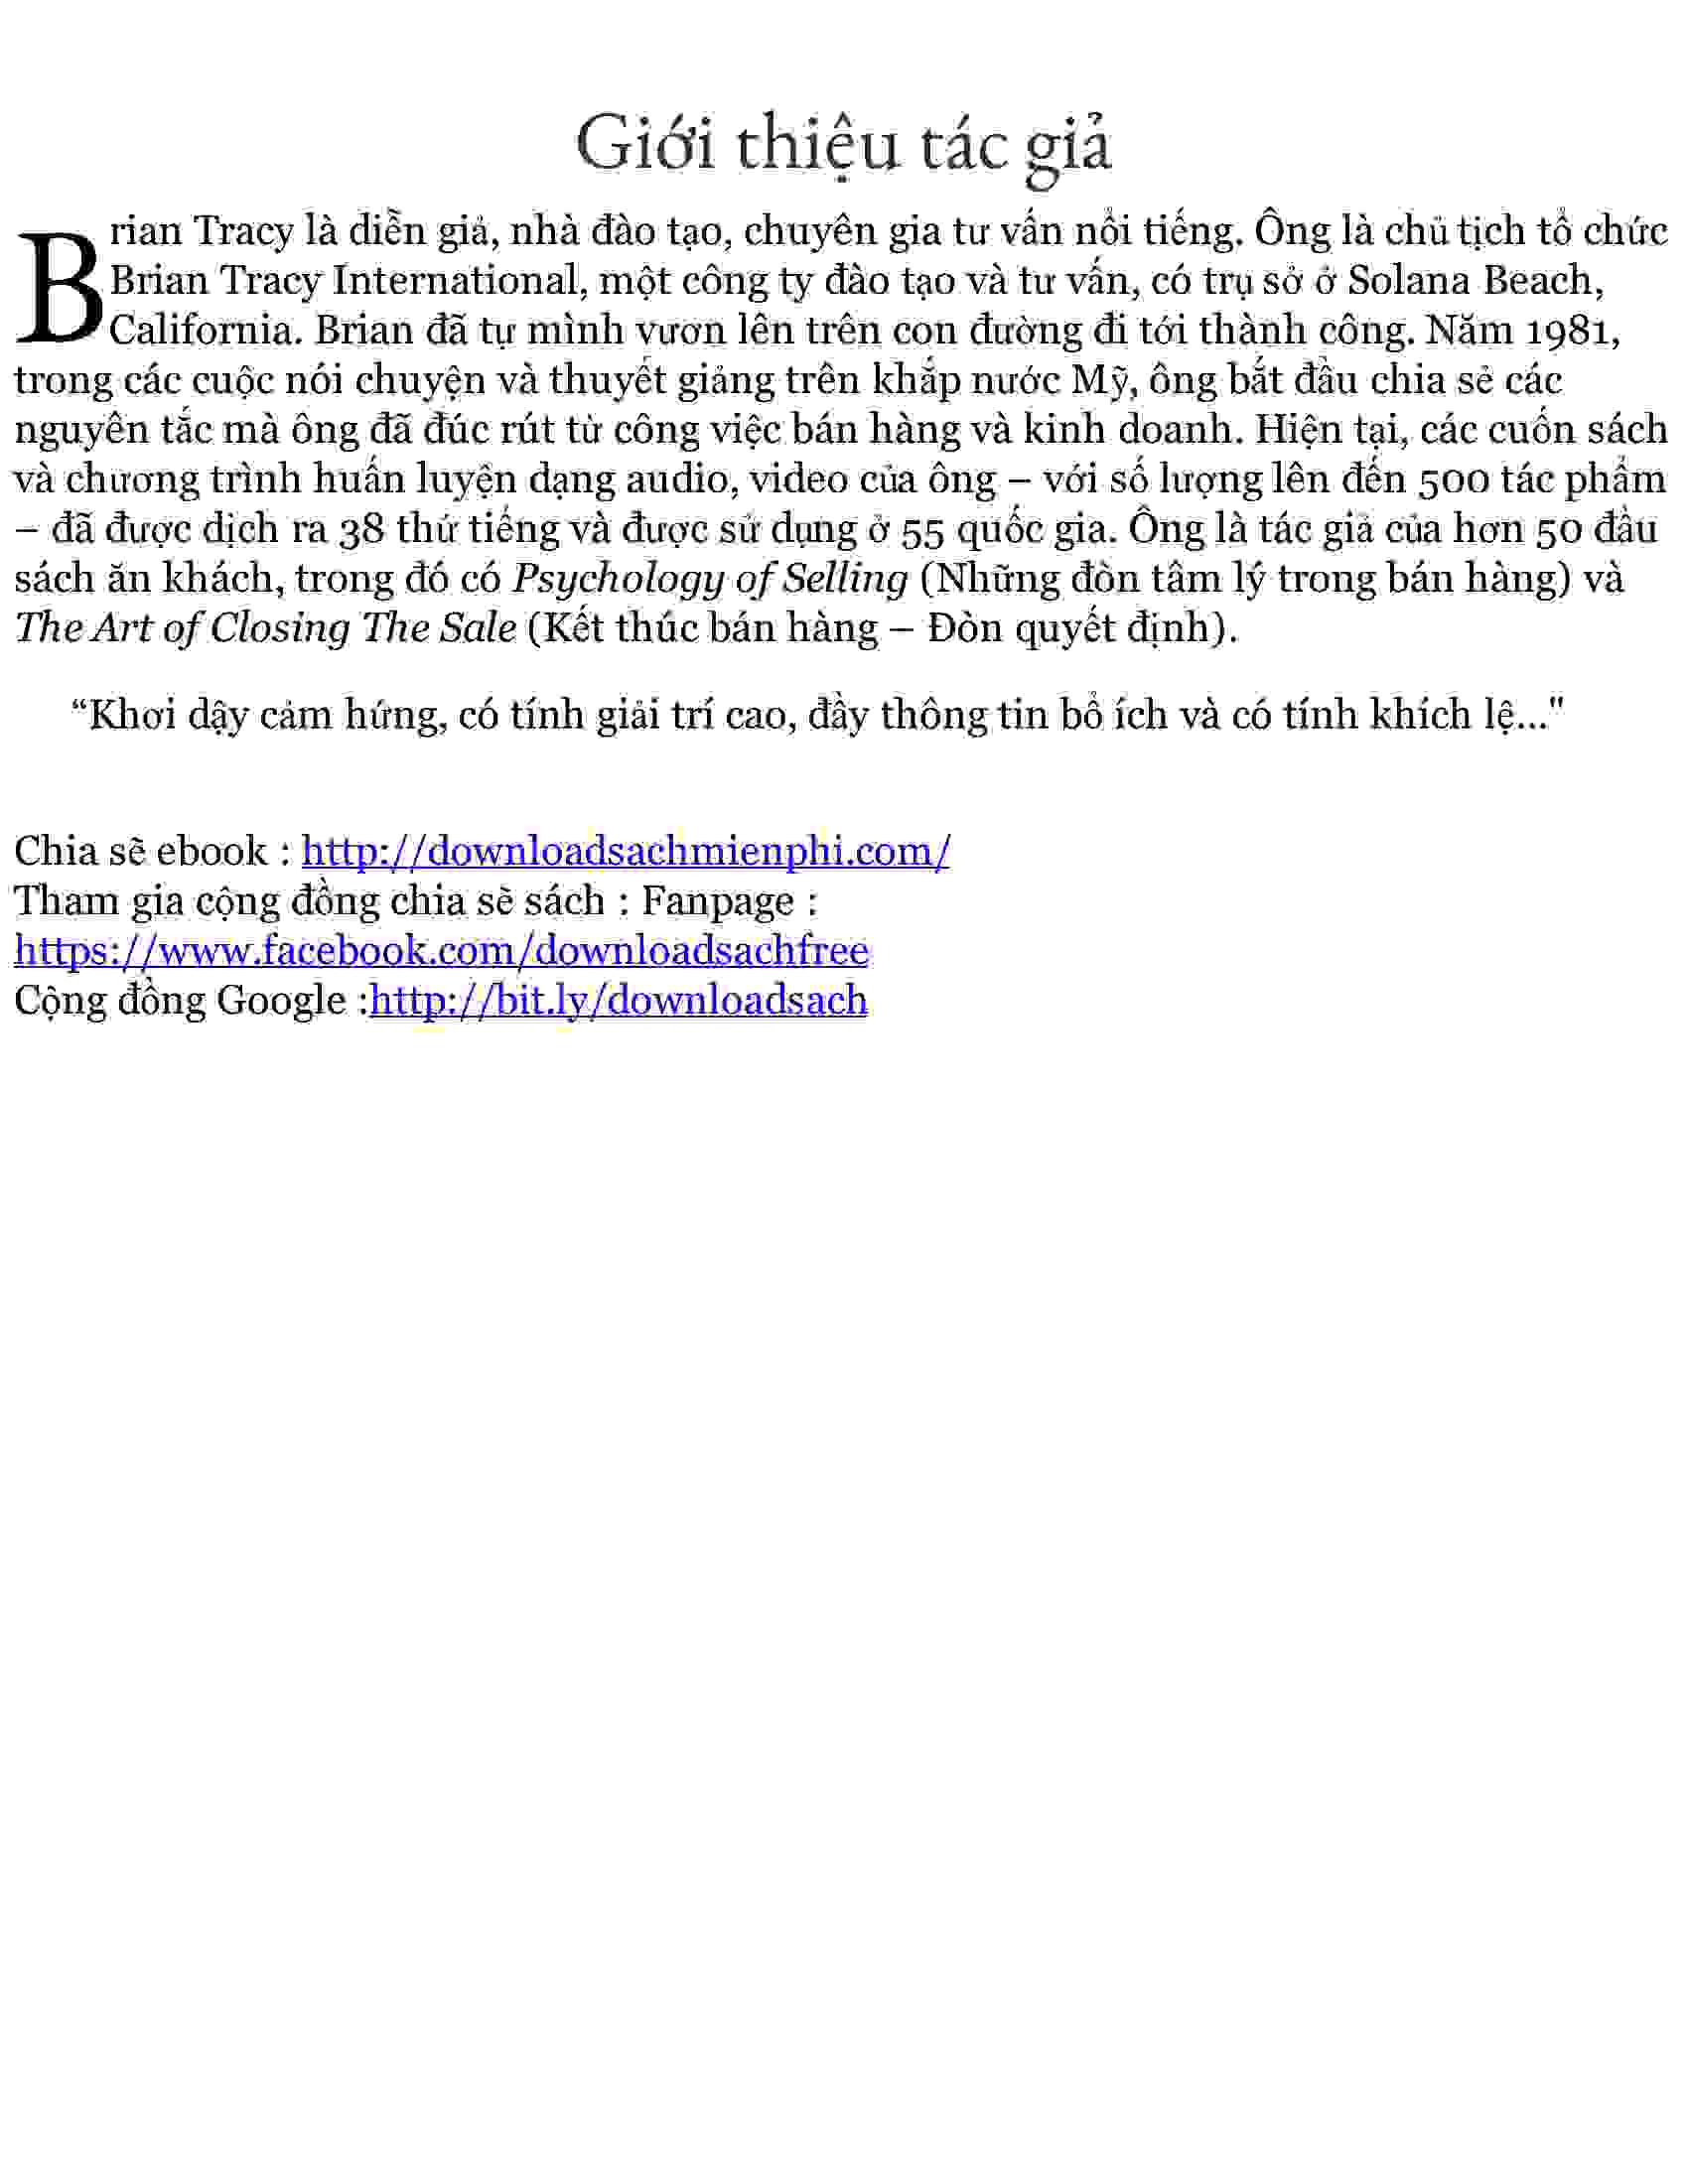 Giới thiệu tác giả
Brian Tracy là diễn giả, nhà đào tạo, chuyên gia tư vấn nổi tiếng. Ông là chủ tịch tổ chức
Brian Tracy International, một công ty đào tạo và tư vấn, có trụ sở ở Solana Beach,
California. Brian đã tự mình vươn lên trên con đường đi tới thành công. Năm 1981,
trong các cuộc nói chuyện và thuyết giảng trên khắp nước Mỹ, ông bắt đầu chia sẻ các
nguyên tắc mà ông đã đúc rút từ công việc bán hàng và kinh doanh. Hiện tại, các cuốn sách
và chương trình huấn luyện dạng audio, video của ông – với số lượng lên đến 500 tác phẩm
– đã được dịch ra 38 thứ tiếng và được sử dụng ở 55 quốc gia. Ông là tác giả của hơn 50 đầu
sách ăn khách, trong đó có Psychology of Selling (Những đòn tâm lý trong bán hàng) và
The Art of Closing The Sale (Kết thúc bán hàng – Đòn quyết định).
“Khơi dậy cảm hứng, có tính giải trí cao, đầy thông tin bổ ích và có tính khích lệ..."
Chia sẽ ebook : http://downloadsachmienphi.com/
Tham gia cộng đồng chia sẽ sách : Fanpage :
https://www.facebook.com/downloadsachfree
Cộng đồng Google :http://bit.ly/downloadsach